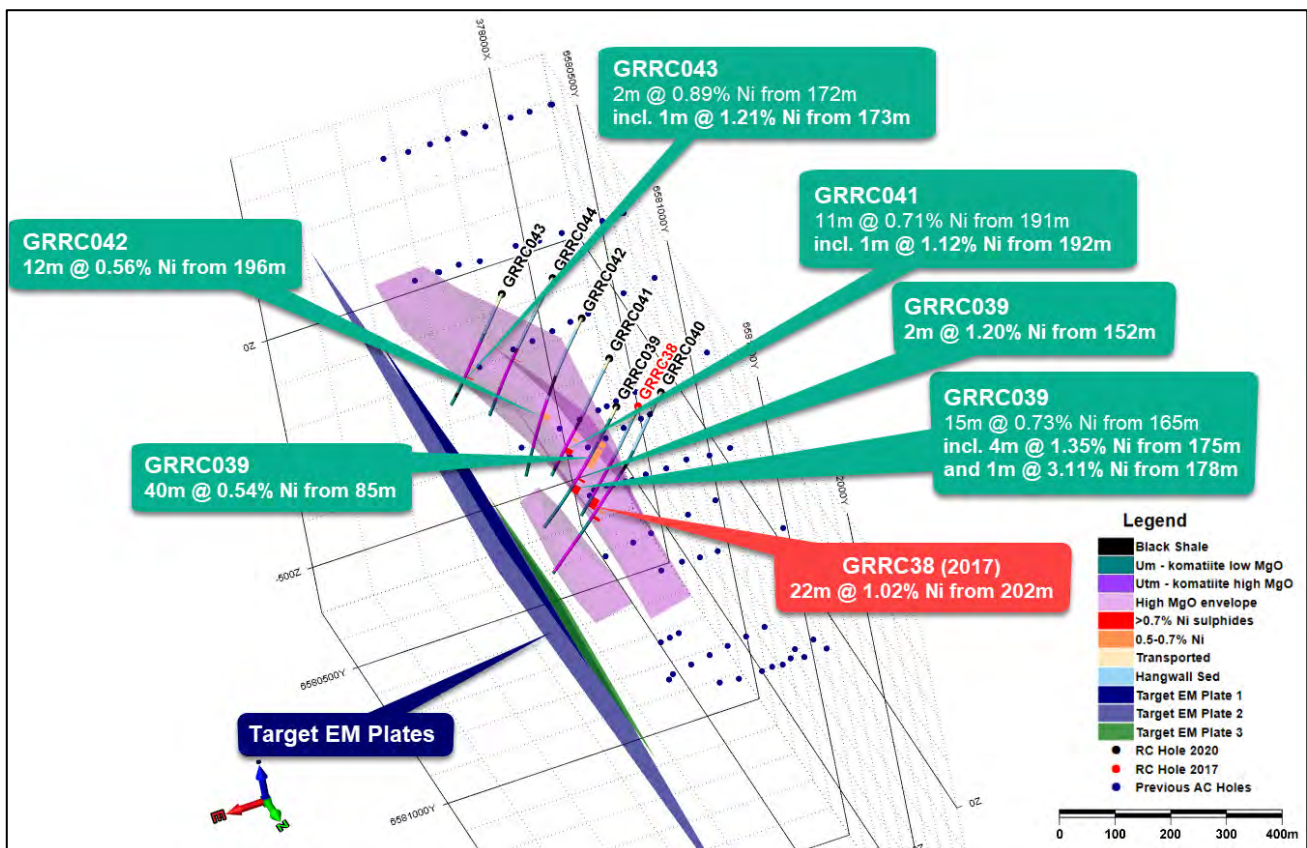 378000X
6580500Y
6581000Y
GRRC043
2m @ 0.89% Ni from 172m
incl. 1m @ 1.21% Ni from 173m
GRRC041
11m @ 0.71% Ni from 191m
incl. 1m @ 1.12% Ni from 192m
GRRC042
12m @ 0.56% Ni from 196m
GRRC039
2m @ 1.20% Ni from 152m
GRRC039
15m @ 0.73% Ni from 165m
incl. 4m @ 1.35% Ni from 175m
and 1m @ 3.11% Ni from 178m
GRRC039
40m @ 0.54% Ni from 85m
GRRC38 (2017)
22m @ 1.02% Ni from 202m
Target EM Plates
GRRC043
GRRC044
GRRC042
GRRC041
GRRC039
GRRC38
GRRC040
0Z
-500Z
6580500Y
6581000Y
0Z
E
N
Legend
Black Shale
Um - komatiite low MgO
Utm - komatiite high MgO
High MgO envelope
>0.7% Ni sulphides
0.5-0.7% Ni
Transported
Hangwall Sed
Target EM Plate 1
Target EM Plate 2
Target EM Plate 3
RC Hole 2020
RC Hole 2017
Previous AC Holes
0 100 200 300 400m